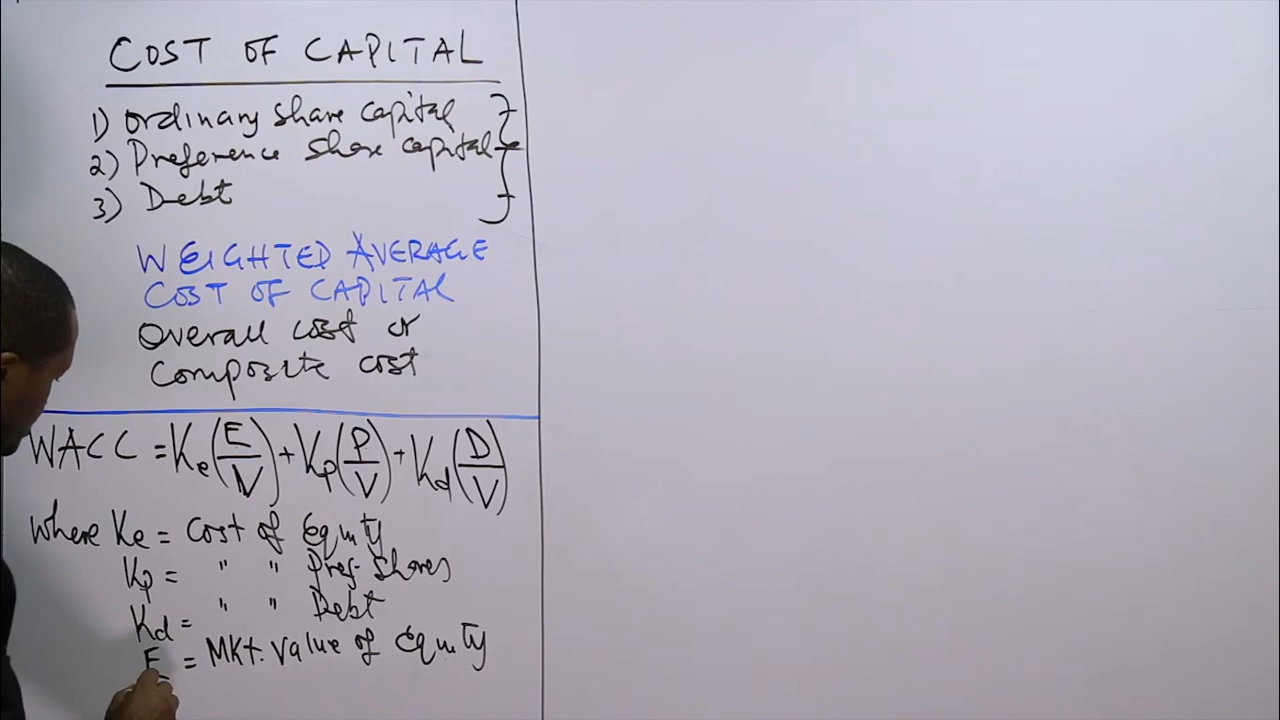 COST OF CAPITAL
1) ordinary share capital
2) Preference share capital
3) Debt
WEIGHTED AVERAGE
COST OF CAPITAL
Overall cost or
Composite cost
WACC = Ke(E/V) + Kp(P/V) + Kd(D/V)
where Ke = Cost of Equity
Kp = " " Pref. Shares
Kd = " " Debt
E = Mkt. Value of Equity